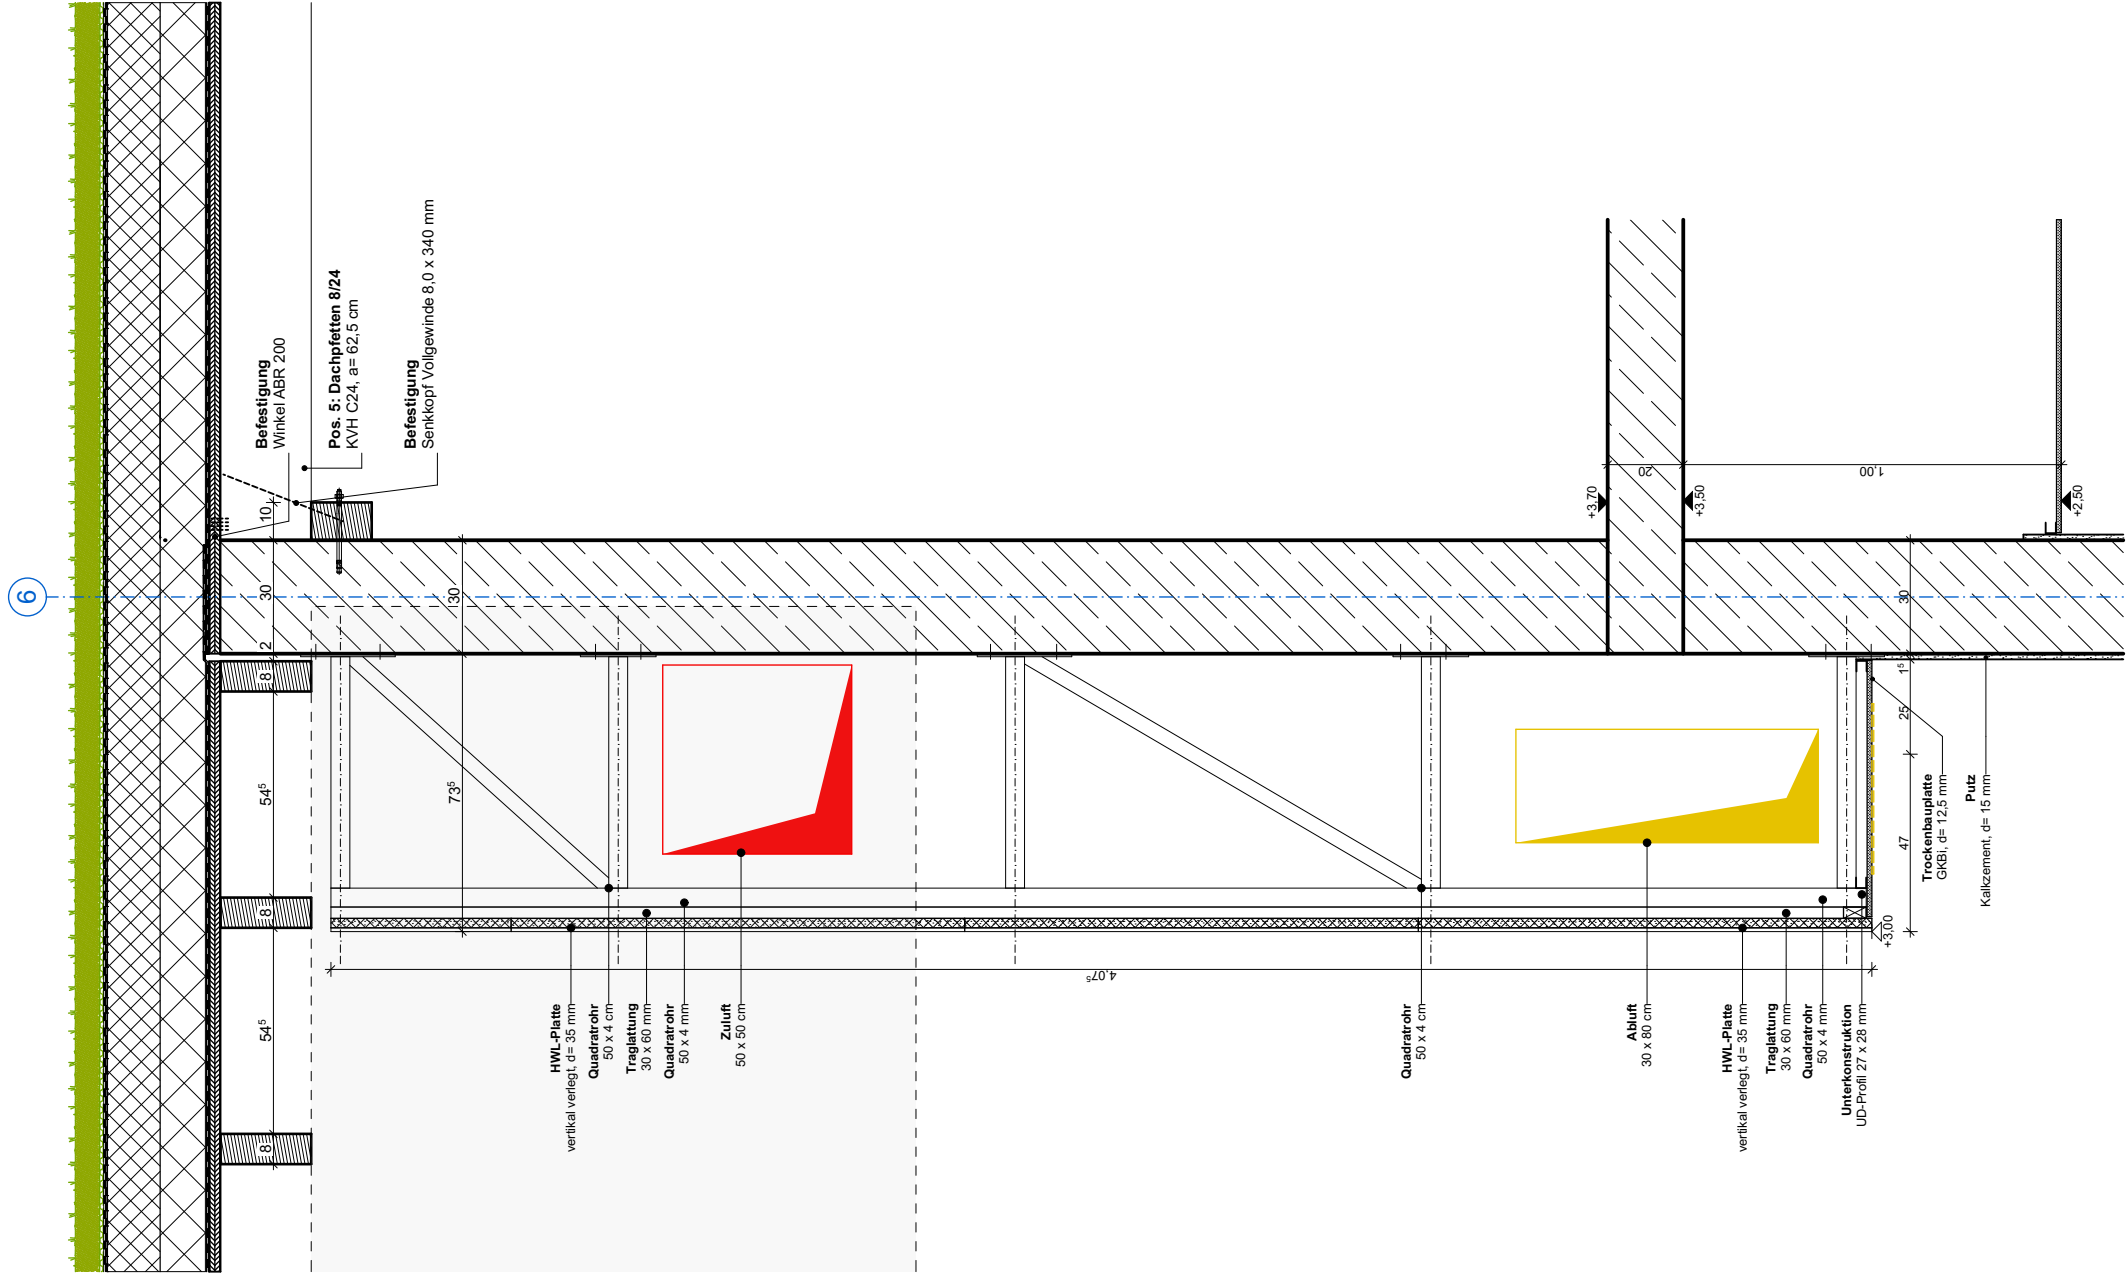 6
Befestigung
Winkel ABR 200
Pos. 5: Dachpfetten 8/24
KVH C24, a= 62,5 cm
Befestigung
Senkkopf Vollgewinde 8,0 x 340 mm
10
30
2
8
54⁵
8
54⁵
8
30
73⁵
4,07⁵
+3,70
20
+3,50
1,00
+2,50
30
1⁵
25
47
+3,00
HWL-Platte
vertikal verlegt, d= 35 mm
Quadratrohr
50 x 4 cm
Traglattung
30 x 60 mm
Quadratrohr
50 x 4 mm
Zuluft
50 x 50 cm
Quadratrohr
50 x 4 cm
Abluft
30 x 80 cm
HWL-Platte
vertikal verlegt, d= 35 mm
Traglattung
30 x 60 mm
Quadratrohr
50 x 4 mm
Unterkonstruktion
UD-Profil 27 x 28 mm
Trockenbauplatte
GKBi, d= 12,5 mm
Putz
Kalkzement, d= 15 mm